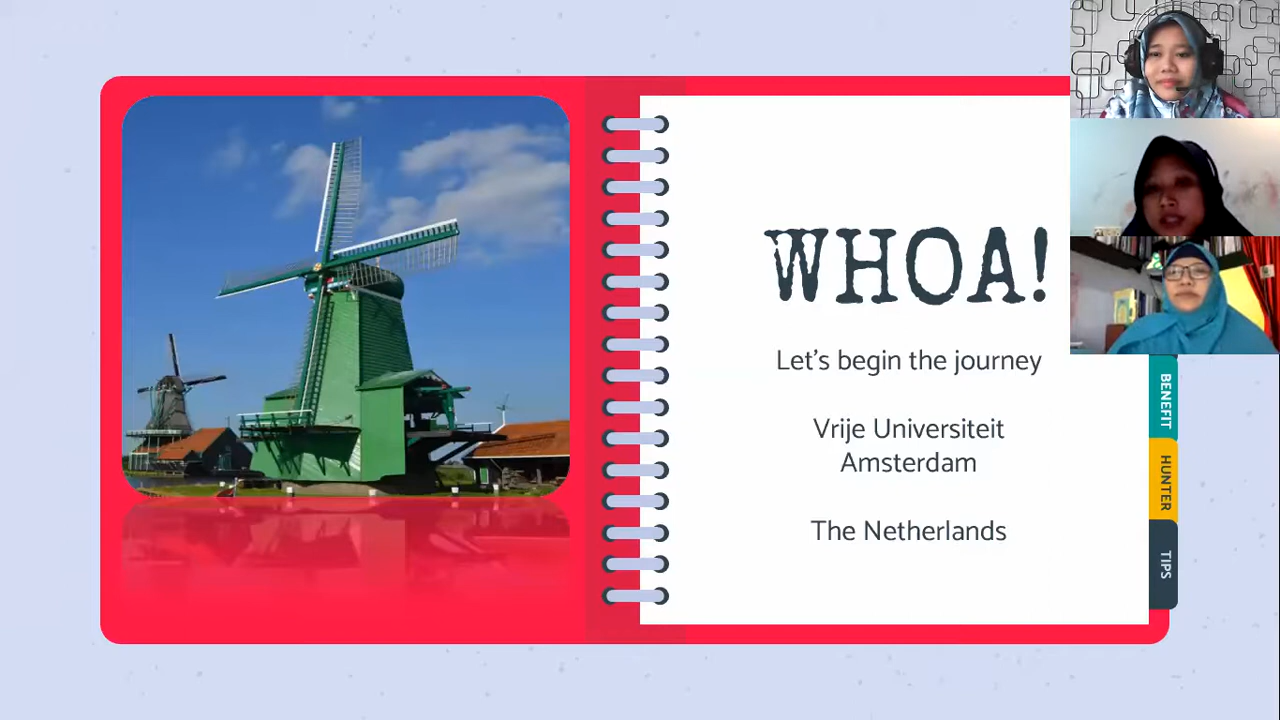 WHOA!
Let's begin the journey
Vrije Universiteit
Amsterdam
The Netherlands
BENEFIT
HUNTER
TIPS